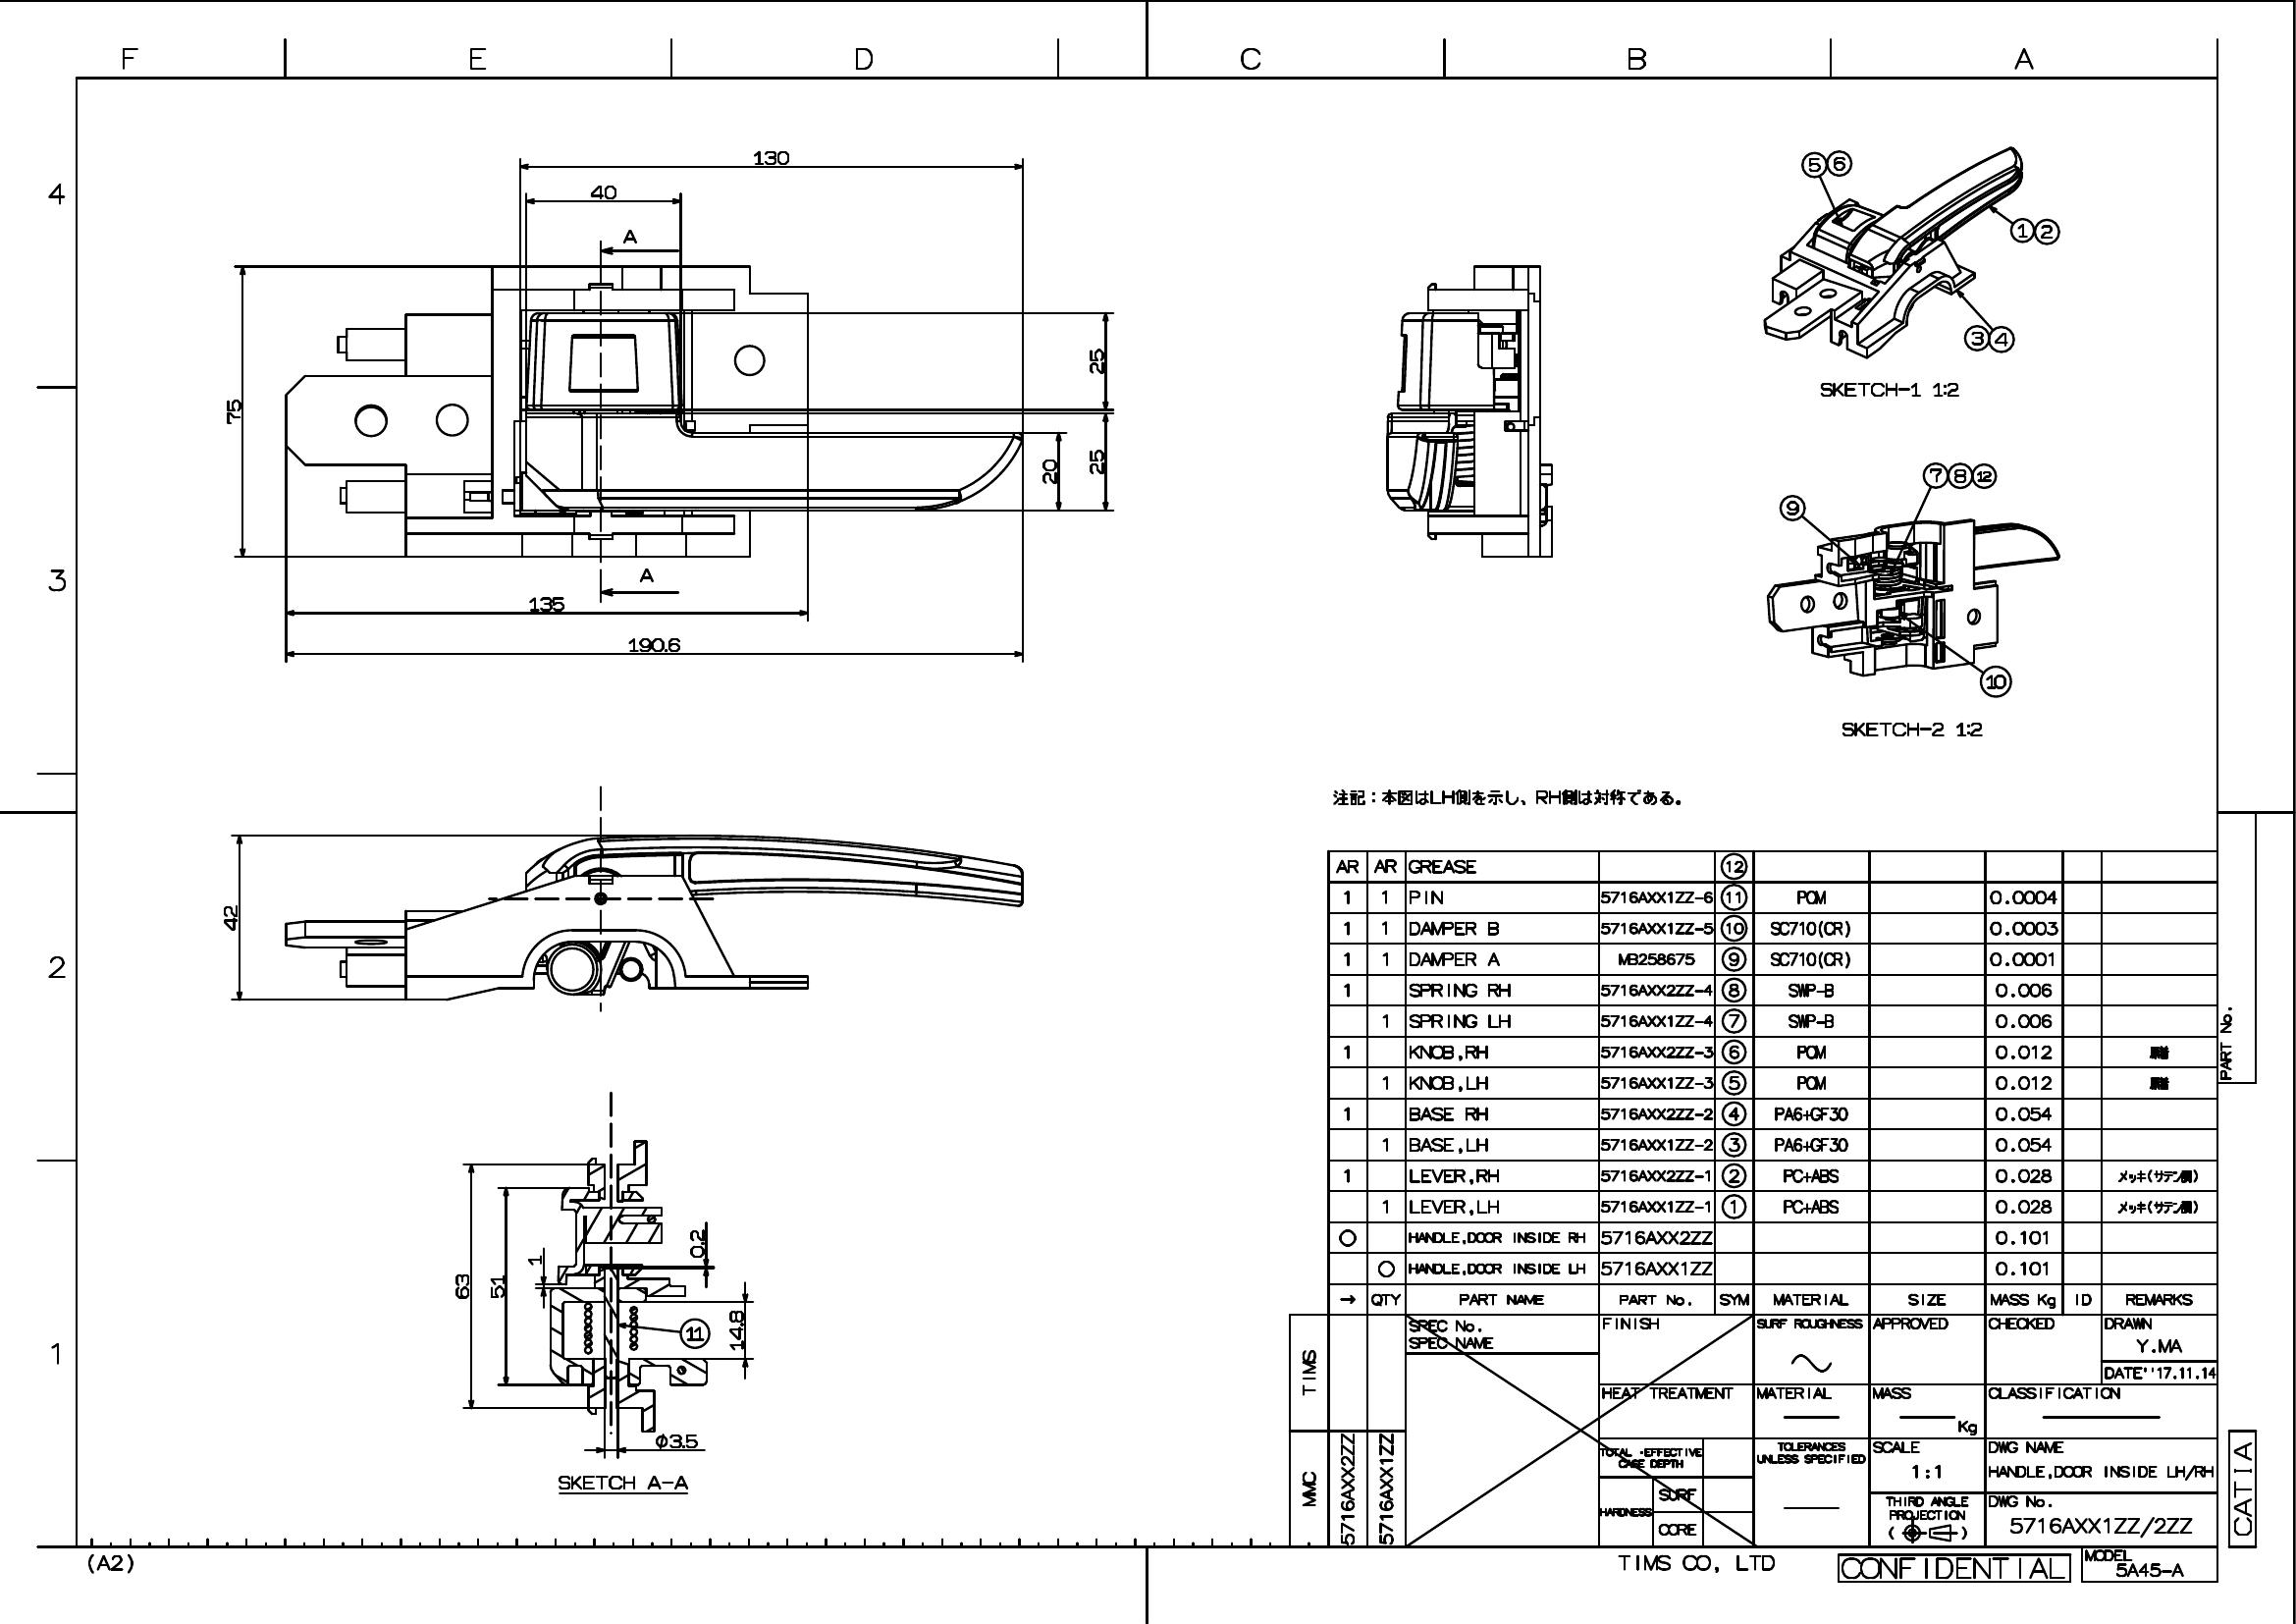 F E D C B A
4
3
2
1
130
40
A
75
25
20
25
A
135
190.6
5 6
1 2
3 4
SKETCH-1 1:2
7 8 12
9
10
SKETCH-2 1:2
42
注記：本図はLH側を示し、RH側は対称である。
63
51
1
0.2
11
14.8
φ3.5
SKETCH A-A
AR AR GREASE 12
1 1 PIN 5716AXX1ZZ-6 11 POM 0.0004
1 1 DAMPER B 5716AXX1ZZ-5 10 SC710(CR) 0.0003
1 1 DAMPER A MB258675 9 SC710(CR) 0.0001
1 SPRING RH 5716AXX2ZZ-4 8 SWP-B 0.006
1 SPRING LH 5716AXX1ZZ-4 7 SWP-B 0.006
1 KNOB,RH 5716AXX2ZZ-3 6 POM 0.012
1 KNOB,LH 5716AXX1ZZ-3 5 POM 0.012
1 BASE RH 5716AXX2ZZ-2 4 PA6+GF30 0.054
1 BASE,LH 5716AXX1ZZ-2 3 PA6+GF30 0.054
1 LEVER,RH 5716AXX2ZZ-1 2 PC+ABS 0.028 メッキ(サテン調)
1 LEVER,LH 5716AXX1ZZ-1 1 PC+ABS 0.028 メッキ(サテン調)
○ HANDLE,DOOR INSIDE RH 5716AXX2ZZ 0.101
○ HANDLE,DOOR INSIDE LH 5716AXX1ZZ 0.101
→ QTY PART NAME PART No. SYM MATERIAL SIZE MASS Kg ID REMARKS
TIMS
MMC
5716AXX2ZZ
5716AXX1ZZ
SPEC No.
SPEC NAME
FINISH
SURF ROUGHNESS
APPROVED
CHECKED
DRAWN
Y.MA
DATE''17.11.14
HEAT TREATMENT
MATERIAL
MASS
Kg
CLASSIFICATION
TOTAL ·EFFECTIVE
CASE DEPTH
HARDNESS
SURF
CORE
TOLERANCES
UNLESS SPECIFIED
SCALE
1:1
DWG NAME
HANDLE,DOOR INSIDE LH/RH
THIRD ANGLE
PROJECTION
DWG No.
5716AXX1ZZ/2ZZ
PART No.
CATIA
(A2)
TIMS CO, LTD
CONFIDENTIAL
MODEL
5A45-A